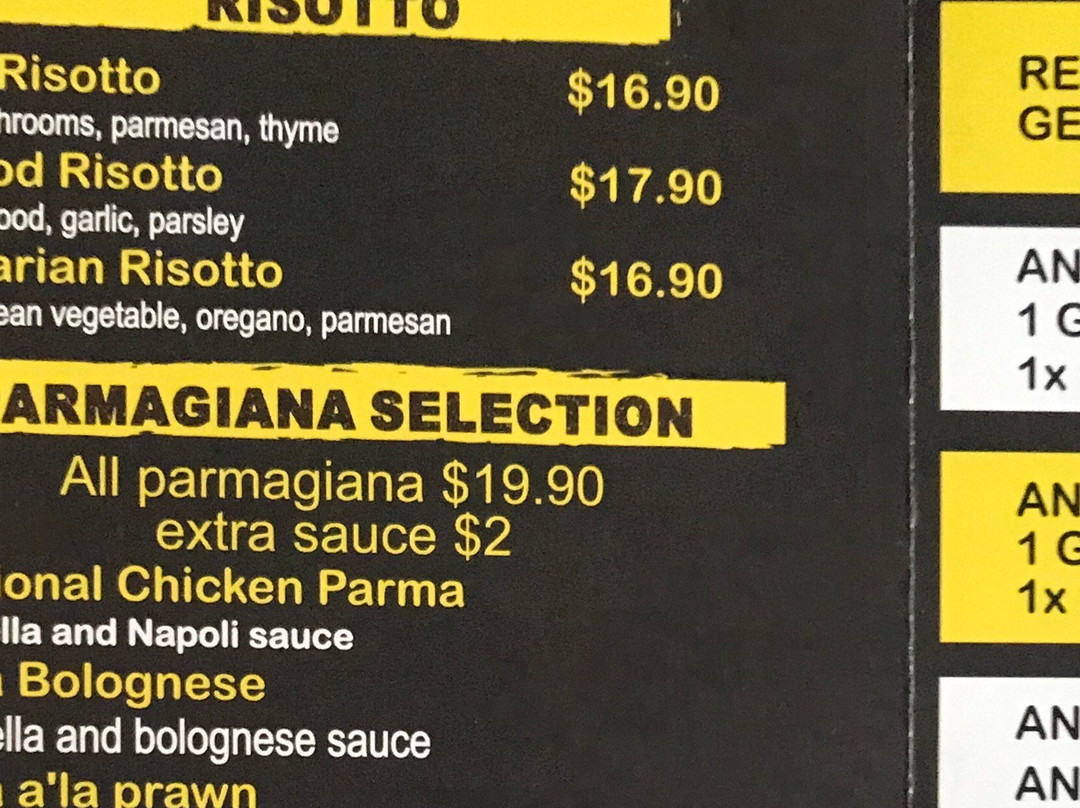 RISOTTO
Risotto $16.90
hrooms, parmesan, thyme
od Risotto $17.90
ood, garlic, parsley
arian Risotto $16.90
ean vegetable, oregano, parmesan
ARMAGIANA SELECTION
All parmagiana $19.90
extra sauce $2
ional Chicken Parma
lla and Napoli sauce
Bolognese
ella and bolognese sauce
a'la prawn
RE
GE
AN
1 G
1x
AN
1 G
1x
AN
AN